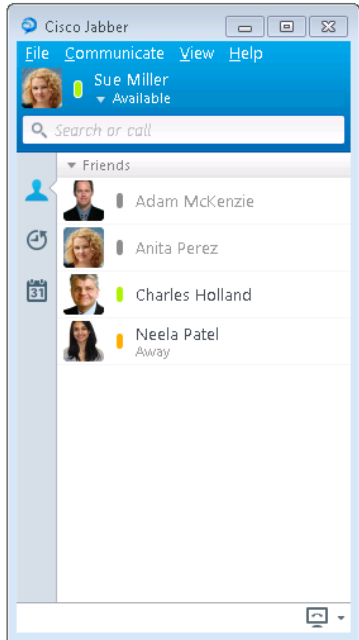 Cisco Jabber
File Communicate View Help
Sue Miller
Available
Search or call
Friends
Adam McKenzie
Anita Perez
Charles Holland
31
Neela Patel
Away